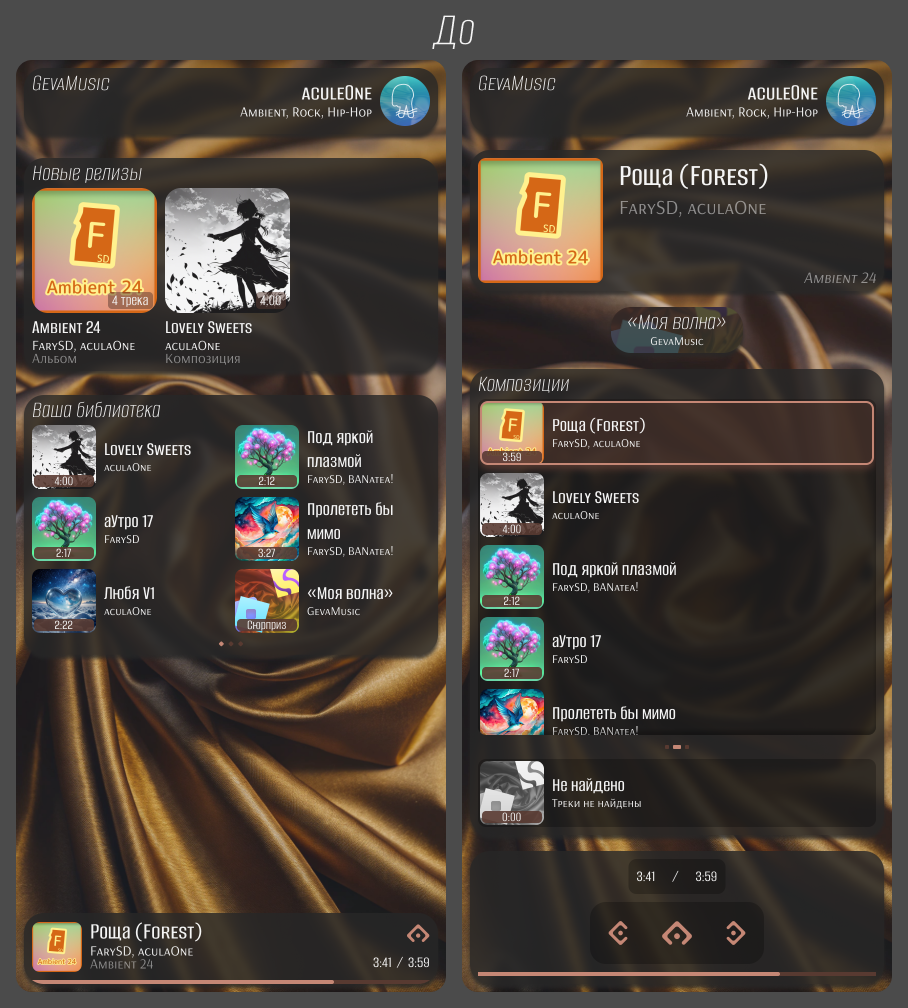 До
GevaMusic
aculeOne
Ambient, Rock, Hip-Hop
Новые релизы
F
SD
Ambient 24
4 трека
4:00
Ambient 24
FarySD, aculaOne
Альбом
Lovely Sweets
aculaOne
Композиция
Ваша библиотека
4:00
Lovely Sweets
aculaOne
2:12
Под яркой
плазмой
FarySD, BANatea!
2:17
аУтро 17
FarySD
3:27
Пролететь бы
мимо
FarySD, BANatea!
2:22
Любя V1
aculaOne
Сюрприз
«Моя волна»
GevaMusic
F
Ambient 24
Роща (Forest)
FarySD, aculaOne
Ambient 24
3:41 / 3:59
GevaMusic
aculeOne
Ambient, Rock, Hip-Hop
F
SD
Ambient 24
Роща (Forest)
FarySD, aculaOne
Ambient 24
«Моя волна»
GevaMusic
Композиции
F
SD
Ambient 24
3:59
Роща (Forest)
FarySD, aculaOne
4:00
Lovely Sweets
aculaOne
2:12
Под яркой плазмой
FarySD, BANatea!
2:17
аУтро 17
FarySD
Пролететь бы мимо
FarySD, BANatea!
0:00
Не найдено
Треки не найдены
3:41 / 3:59